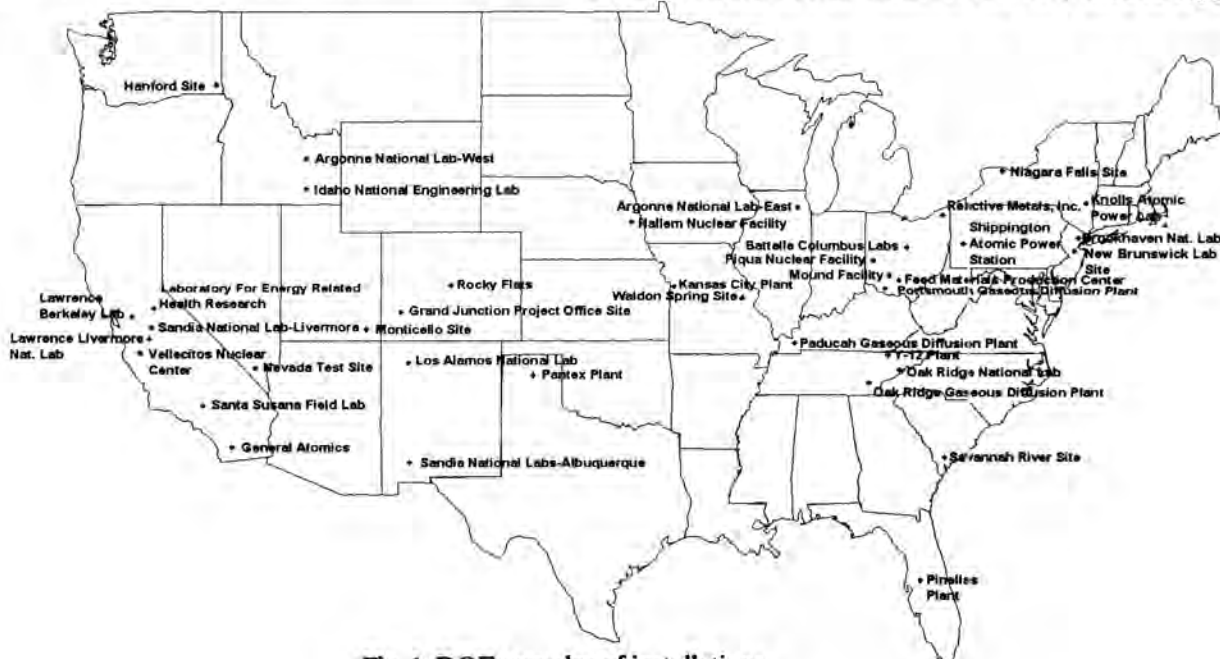 Hanford Site
Argonne National Lab-West
Idaho National Engineering Lab
Niagara Falls Site
Argonne National Lab-East
Hallem Nuclear Facility
Reactive Metals, Inc.
Knolls Atomic
Power Lab
Shippington
Atomic Power
Station
Battelle Columbus Labs
Brookhaven Nat. Lab
New Brunswick Lab
Site
Piqua Nuclear Facility
Mound Facility
Feed Materials Production Center
Portsmouth Gaseous Diffusion Plant
Rocky Flats
Kansas City Plant
Waldon Spring Site
Laboratory For Energy Related
Health Research
Lawrence
Berkeley Lab
Grand Junction Project Office Site
Sandia National Lab-Livermore
Monticello Site
Lawrence Livermore
Nat. Lab
Vellecitos Nuclear
Center
Nevada Test Site
Los Alamos National Lab
Pantex Plant
Paducah Gaseous Diffusion Plant
Y-12 Plant
Oak Ridge National Lab
Oak Ridge Gaseous Diffusion Plant
Santa Susana Field Lab
General Atomics
Sandia National Labs-Albuquerque
Savannah River Site
Pinellas
Plant